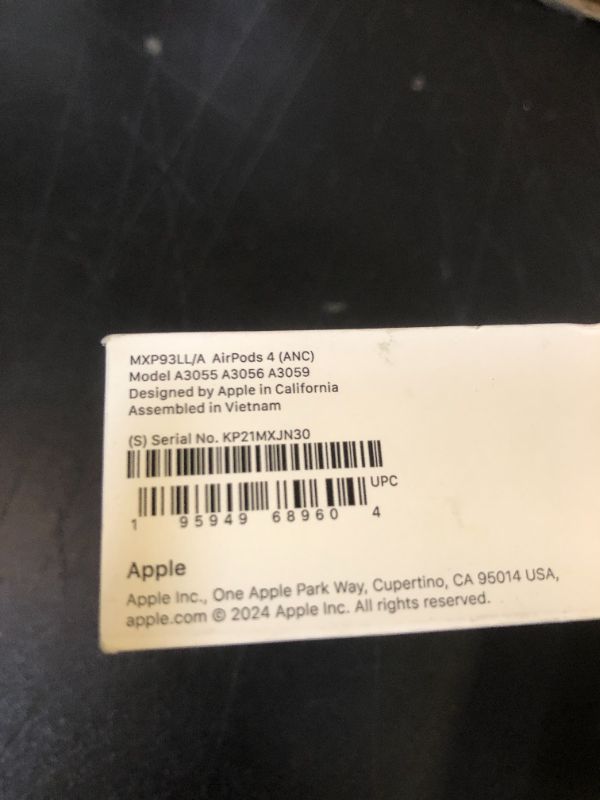 MXP93LL/A AirPods 4 (ANC)
Model A3055 A3056 A3059
Designed by Apple in California
Assembled in Vietnam
(S) Serial No. KP21MXJN30
UPC
1 95949 68960 4
Apple
Apple Inc., One Apple Park Way, Cupertino, CA 95014 USA,
apple.com © 2024 Apple Inc. All rights reserved.